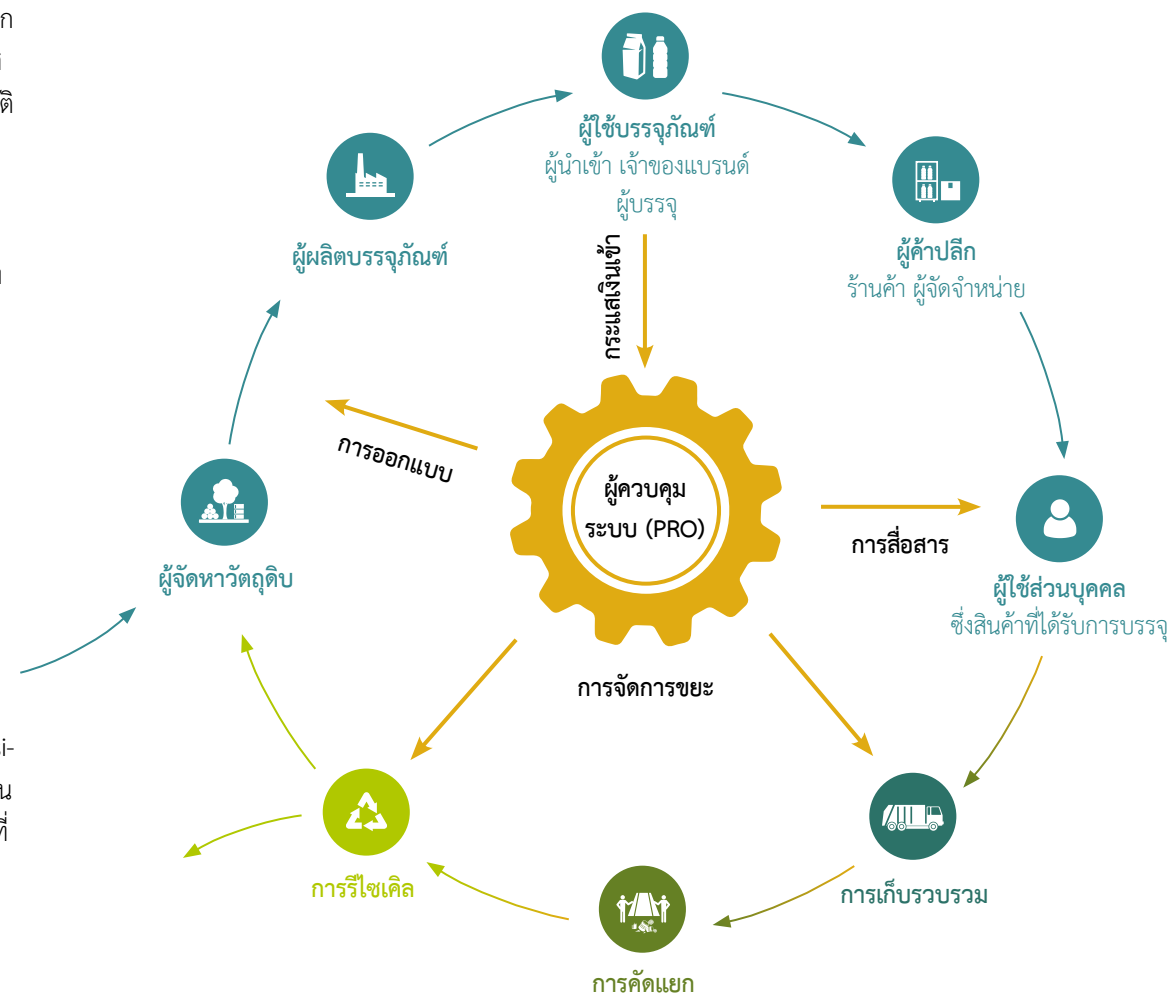 ผู้ใช้บรรจุภัณฑ์
ผู้นำเข้า เจ้าของแบรนด์
ผู้บรรจุ
ผู้ผลิตบรรจุภัณฑ์
ผู้ค้าปลีก
ร้านค้า ผู้จัดจำหน่าย
กระแสเงินเข้า
การออกแบบ
ผู้ควบคุม
ระบบ (PRO)
การสื่อสาร
ผู้จัดหาวัตถุดิบ
ผู้ใช้ส่วนบุคคล
ซึ่งสินค้าที่ได้รับการบรรจุ
การจัดการขยะ
การรีไซเคิล
การเก็บรวบรวม
การคัดแยก